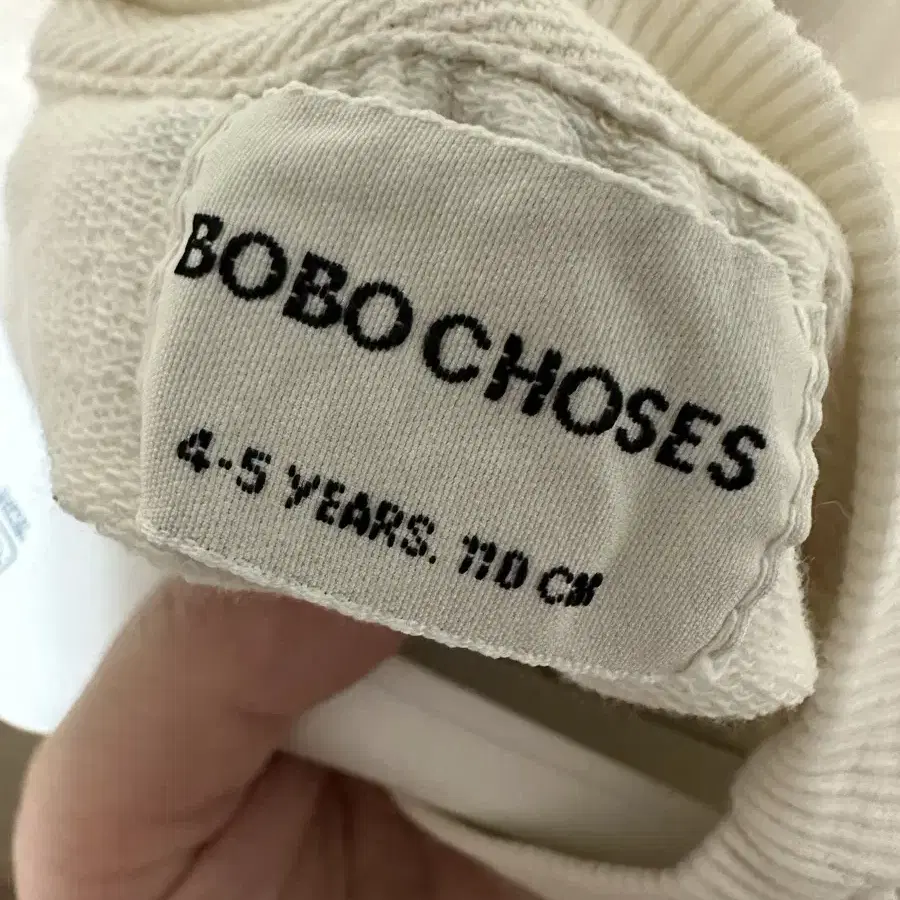 BOBO CHOSES
4-5 YEARS. 110 CM